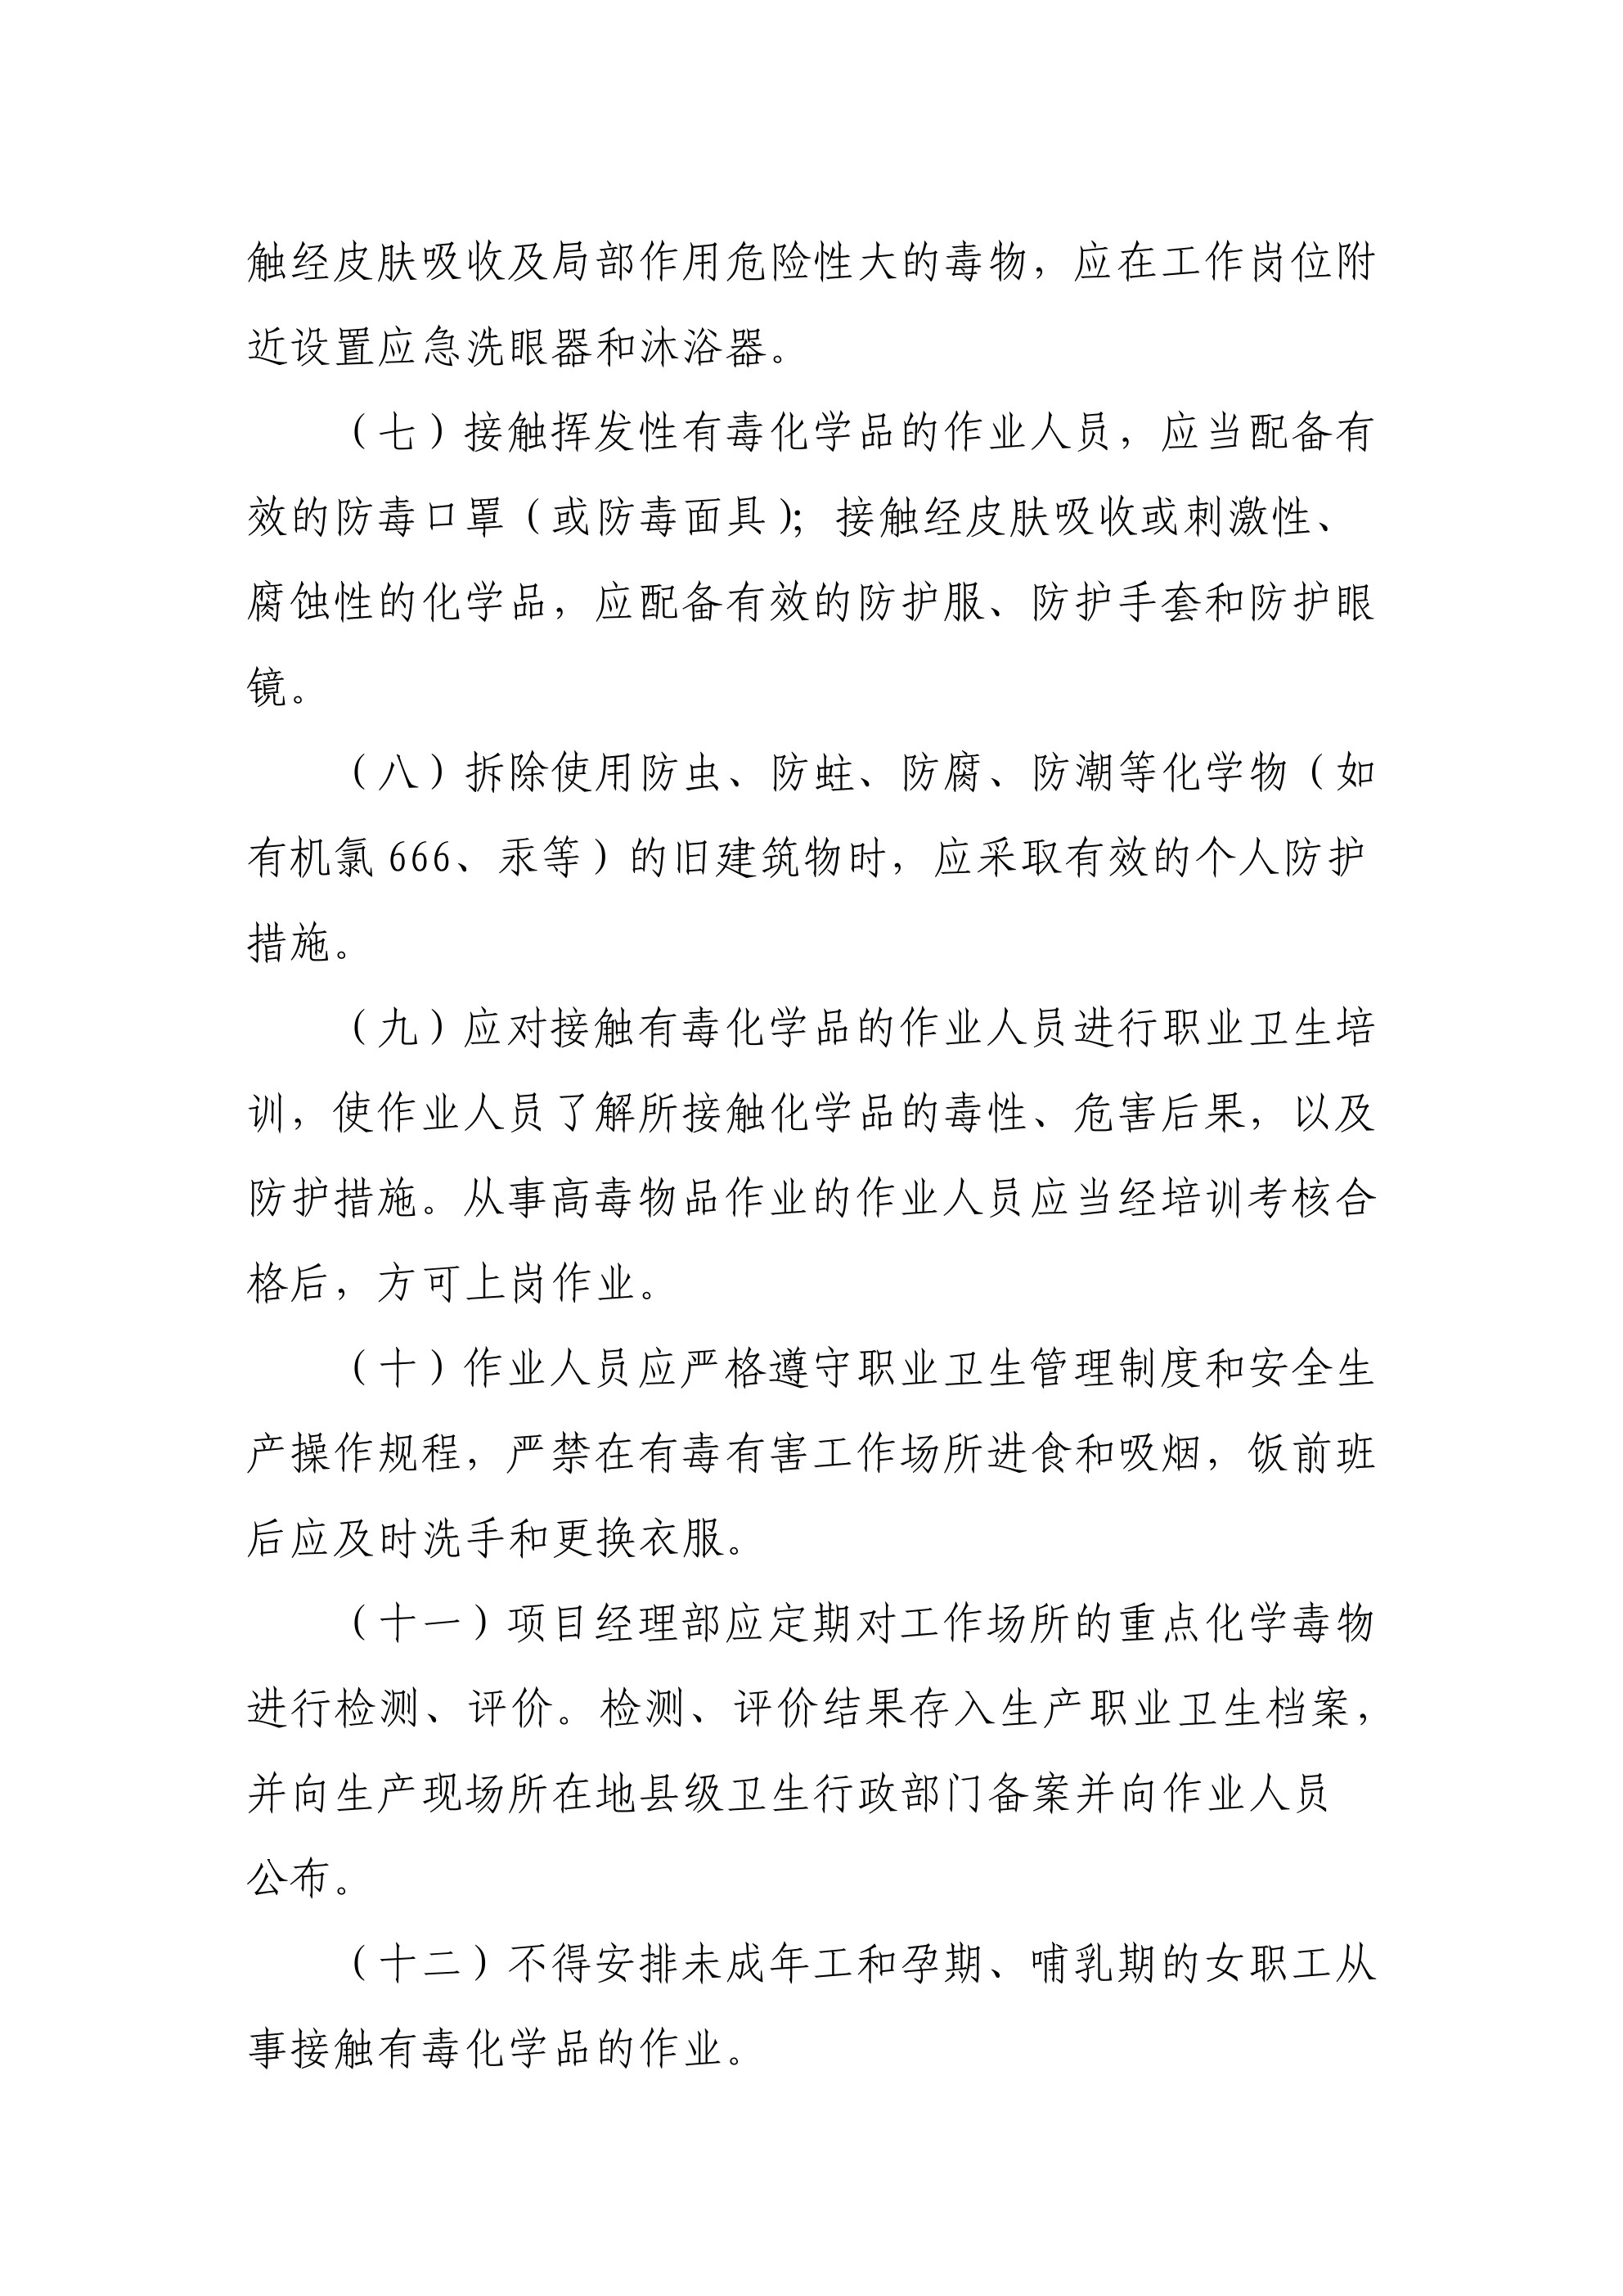 触经皮肤吸收及局部作用危险性大的毒物，应在工作岗位附
近设置应急洗眼器和沐浴器。
（七）接触挥发性有毒化学品的作业人员，应当配备有
效的防毒口罩（或防毒面具）；接触经皮肤吸收或刺激性、
腐蚀性的化学品，应配备有效的防护服、防护手套和防护眼
镜。
（八）拆除使用防虫、防蛀、防腐、防潮等化学物（如
有机氯 666、汞等）的旧建筑物时，应采取有效的个人防护
措施。
（九）应对接触有毒化学品的作业人员进行职业卫生培
训，使作业人员了解所接触化学品的毒性、危害后果，以及
防护措施。从事高毒物品作业的作业人员应当经培训考核合
格后，方可上岗作业。
（十）作业人员应严格遵守职业卫生管理制度和安全生
产操作规程，严禁在有毒有害工作场所进食和吸烟，饭前班
后应及时洗手和更换衣服。
（十一）项目经理部应定期对工作场所的重点化学毒物
进行检测、评价。检测、评价结果存入生产职业卫生档案，
并向生产现场所在地县级卫生行政部门备案并向作业人员
公布。
（十二）不得安排未成年工和孕期、哺乳期的女职工从
事接触有毒化学品的作业。